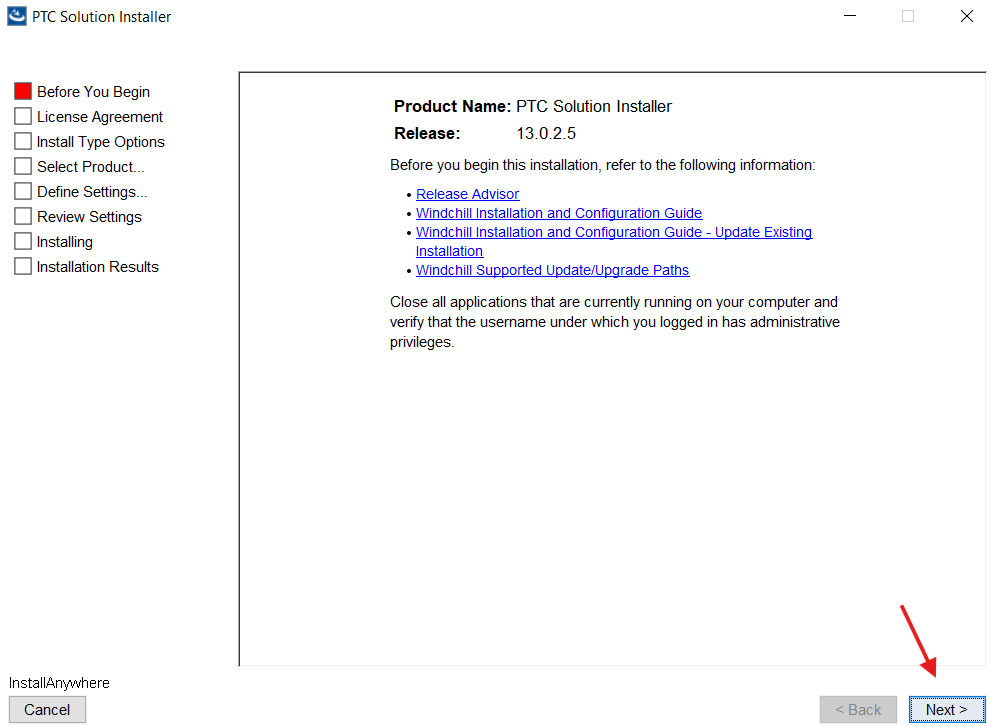 PTC Solution Installer
Before You Begin
License Agreement
Install Type Options
Select Product...
Define Settings...
Review Settings
Installing
Installation Results
Product Name: PTC Solution Installer
Release: 13.0.2.5
Before you begin this installation, refer to the following information:
• Release Advisor
• Windchill Installation and Configuration Guide
• Windchill Installation and Configuration Guide - Update Existing
Installation
• Windchill Supported Update/Upgrade Paths
Close all applications that are currently running on your computer and
verify that the username under which you logged in has administrative
privileges.
InstallAnywhere
Cancel
< Back
Next >